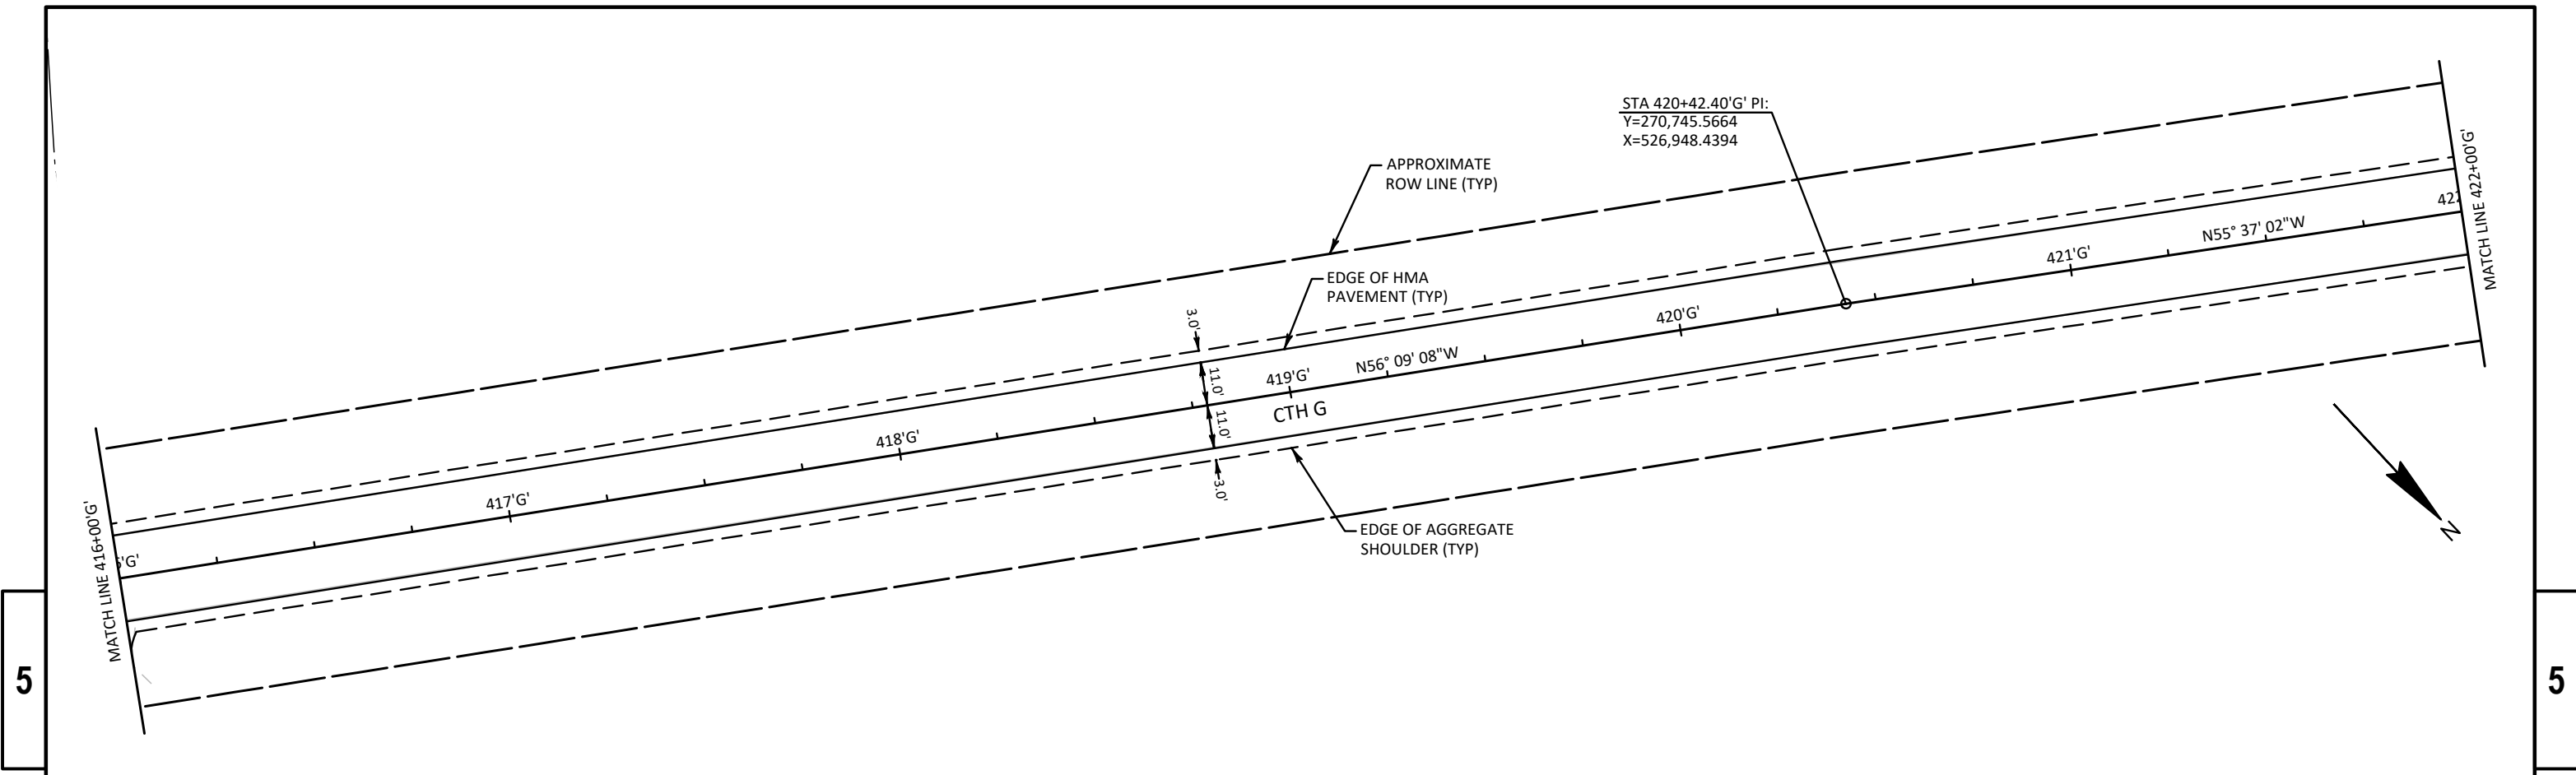 STA 420+42.40'G' PI:
Y=270,745.5664
X=526,948.4394
APPROXIMATE
ROW LINE (TYP)
EDGE OF HMA
PAVEMENT (TYP)
MATCH LINE 422+00'G'
N55° 37' 02"W
421'G'
420'G'
3.0'
11.0'
11.0'
3.0'
N56° 09' 08"W
419'G'
CTH G
418'G'
417'G'
'G'
MATCH LINE 416+00'G'
EDGE OF AGGREGATE
SHOULDER (TYP)
N
5
5